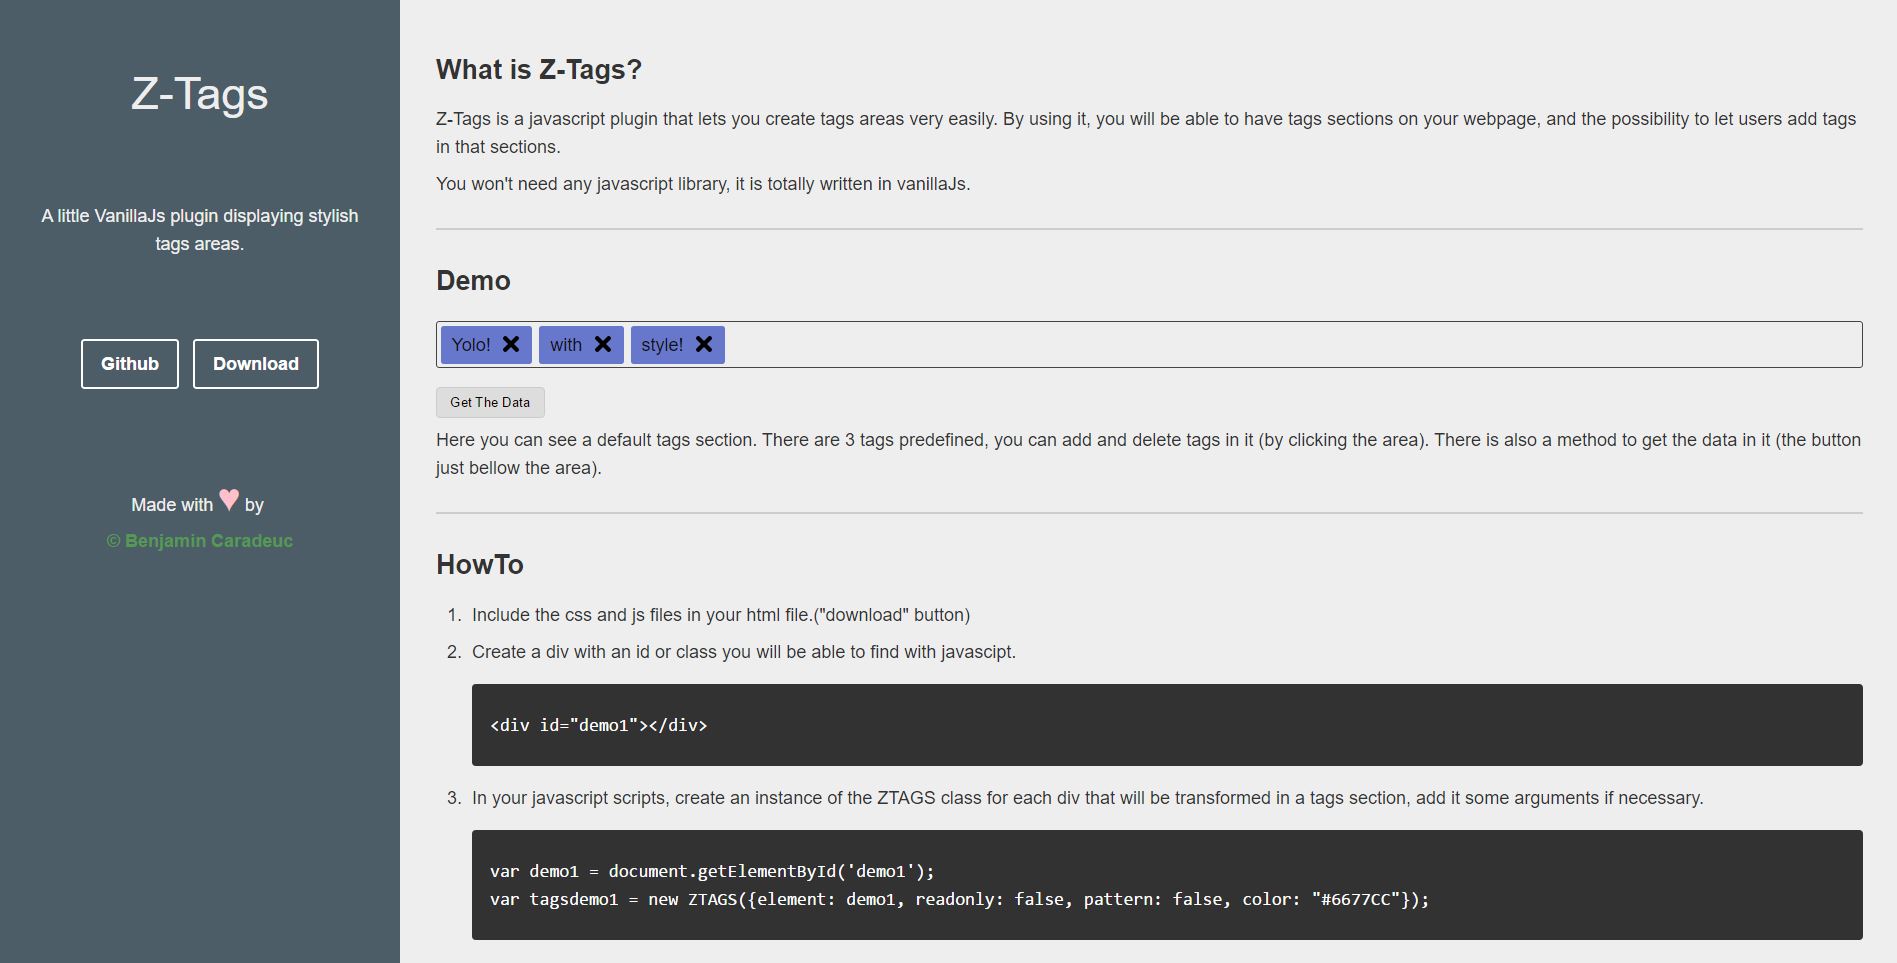 Z-Tags
A little VanillaJs plugin displaying stylish
tags areas.
Github
Download
Made with ♥ by
© Benjamin Caradeuc
What is Z-Tags?
Z-Tags is a javascript plugin that lets you create tags areas very easily. By using it, you will be able to have tags sections on your webpage, and the possibility to let users add tags
in that sections.
You won't need any javascript library, it is totally written in vanillaJs.
Demo
Yolo! ✖ with ✖ style! ✖
Get The Data
Here you can see a default tags section. There are 3 tags predefined, you can add and delete tags in it (by clicking the area). There is also a method to get the data in it (the button
just bellow the area).
HowTo
1. Include the css and js files in your html file.("download" button)
2. Create a div with an id or class you will be able to find with javascipt.
<div id="demo1"></div>
3. In your javascript scripts, create an instance of the ZTAGS class for each div that will be transformed in a tags section, add it some arguments if necessary.
var demo1 = document.getElementById('demo1');
var tagsdemo1 = new ZTAGS({element: demo1, readonly: false, pattern: false, color: "#6677CC"});